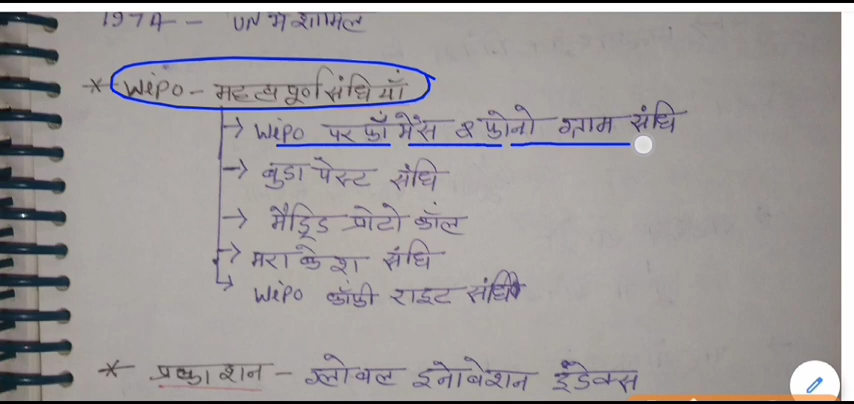 1974 - UN में शामिल
* WIPO - महत्वपूर्ण संधियाँ
→ WIPO परफॉर्मेंस & फोनोग्राम संधि
→ बुडापेस्ट संधि
→ मैड्रिड प्रोटोकॉल
→ मराकेश संधि
→ WIPO कॉपी राइट संधि
* प्रकाशन - ग्लोबल इनोवेशन इंडेक्स